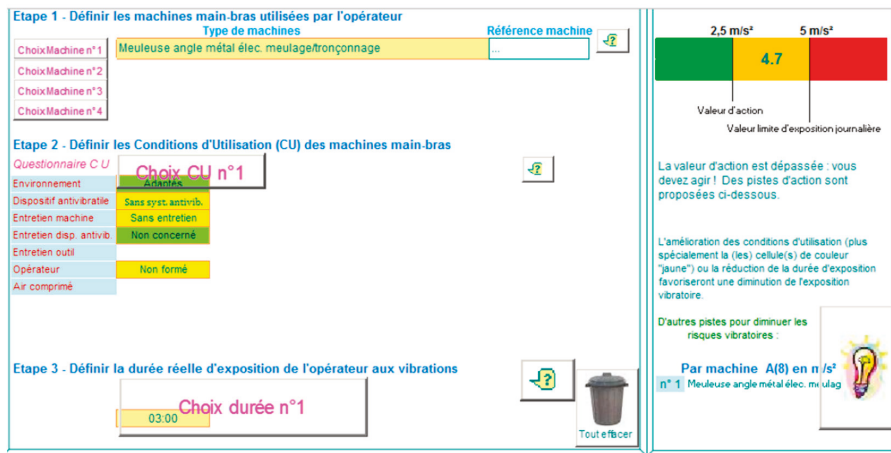 Etape 1 - Définir les machines main-bras utilisées par l'opérateur
Type de machines
Référence machine
Choix Machine n°1
Meuleuse angle métal élec. meulage/tronçonnage
...
Choix Machine n°2
Choix Machine n°3
Choix Machine n°4
Etape 2 - Définir les Conditions d'Utilisation (CU) des machines main-bras
Questionnaire C U
Choix CU n°1
Environnement
Adaptés
Dispositif antivibratile
Sans syst. antivib.
Entretien machine
Sans entretien
Entretien disp. antivib.
Non concerné
Entretien outil
Opérateur
Non formé
Air comprimé
Etape 3 - Définir la durée réelle d'exposition de l'opérateur aux vibrations
Choix durée n°1
03:00
Tout effacer
2,5 m/s²
5 m/s²
4.7
Valeur d'action
Valeur limite d'exposition journalière
La valeur d'action est dépassée : vous
devez agir ! Des pistes d'action sont
proposées ci-dessous.
L'amélioration des conditions d'utilisation (plus
spécialement la (les) cellule(s) de couleur
"jaune") ou la réduction de la durée d'exposition
favoriseront une diminution de l'exposition
vibratoire.
D'autres pistes pour diminuer les
risques vibratoires :
Par machine A(8) en m/s²
n° 1 Meuleuse angle métal élec. meulag